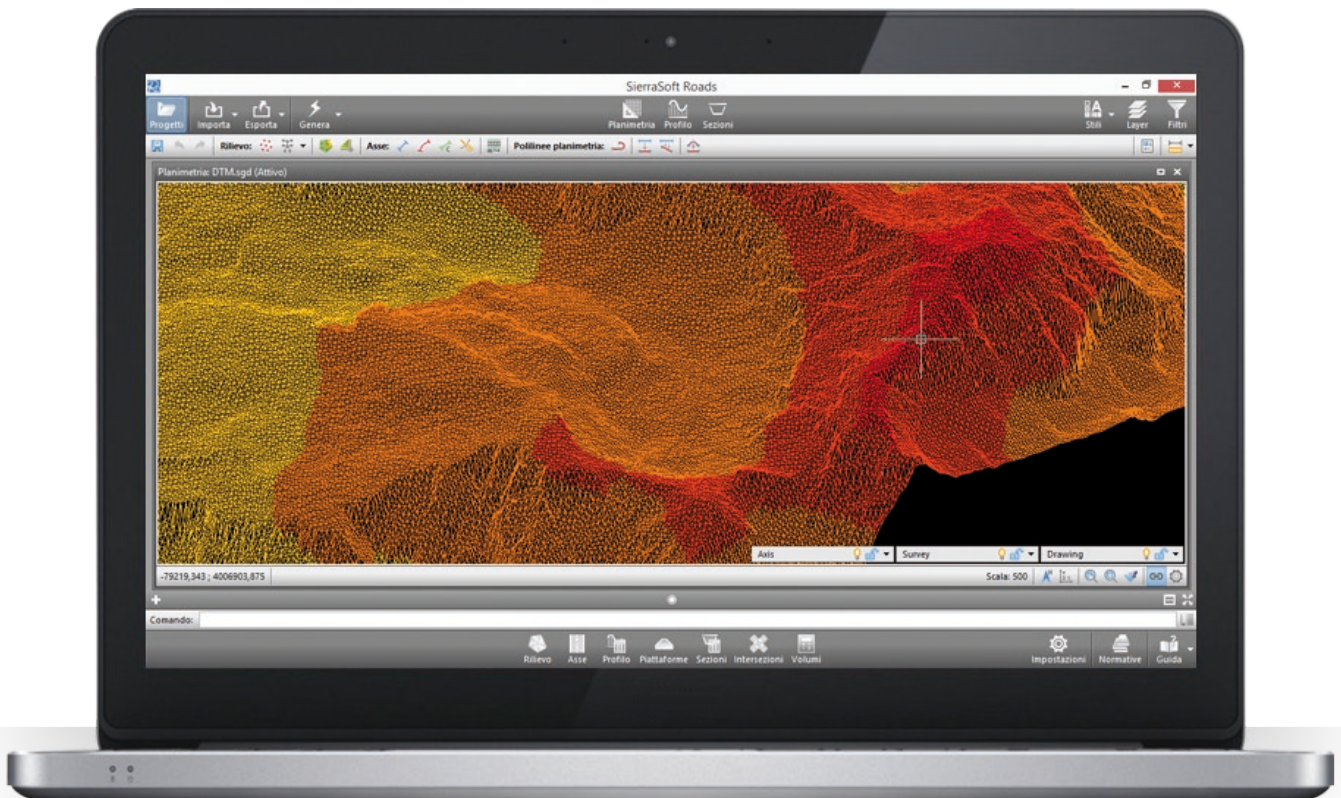 SierraSoft Roads
Progetti Importa Esporta Genera Planimetria Profilo Sezioni Stili Layer Filtri
Rilievo: Asse: Polilinee planimetria:
Planimetria: DTM.sgd (Attivo)
Axis Survey Drawing
-79219,343 ; 4006903,875 Scala: 500
Comando:
Rilievo Asse Profilo Piattaforme Sezioni Intersezioni Volumi Impostazioni Normative Guida